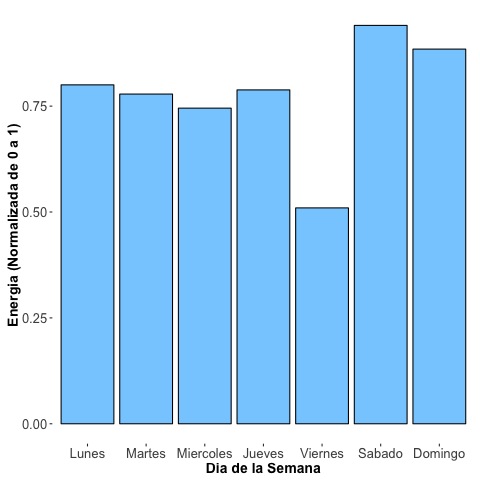 Energia (Normalizada de 0 a 1)
0.75
0.50
0.25
0.00
Lunes Martes Miercoles Jueves Viernes Sabado Domingo
Dia de la Semana